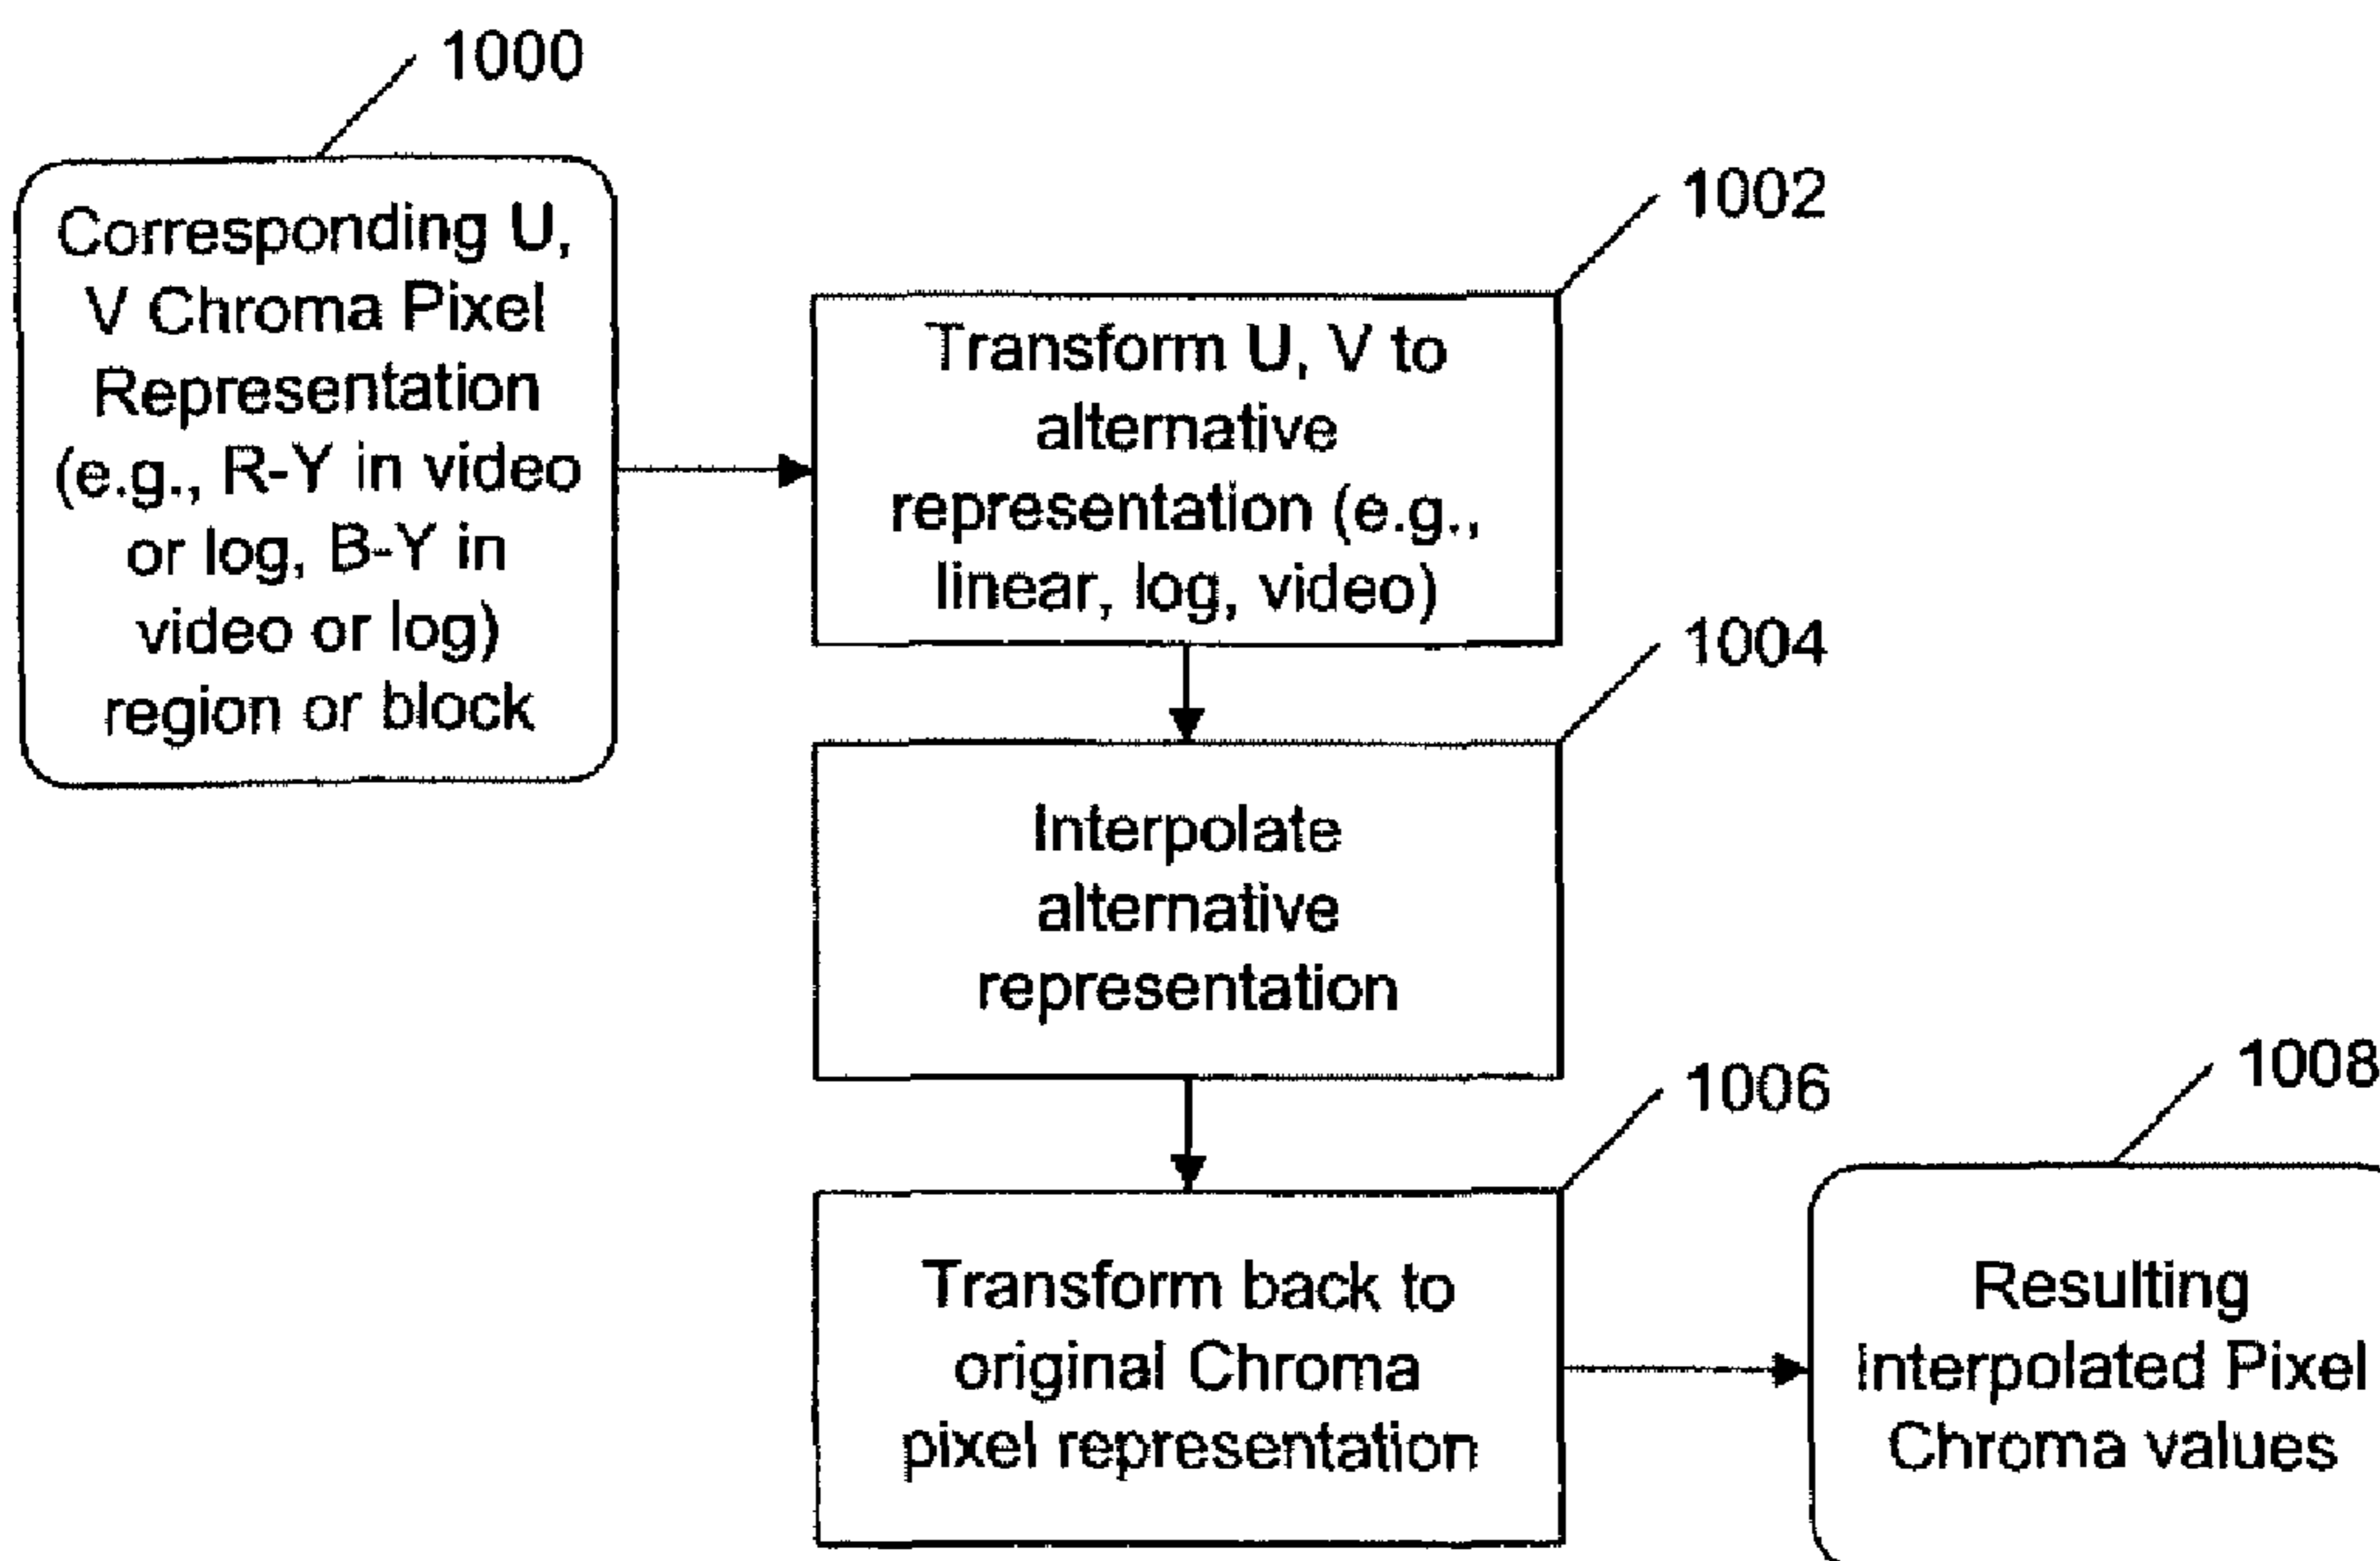 1000
Corresponding U,
V Chroma Pixel
Representation
(e.g., R-Y in video
or log, B-Y in
video or log)
region or block
1002
Transform U, V to
alternative
representation (e.g.,
linear, log, video)
1004
Interpolate
alternative
representation
1006
Transform back to
original Chroma
pixel representation
1008
Resulting
Interpolated Pixel
Chroma values